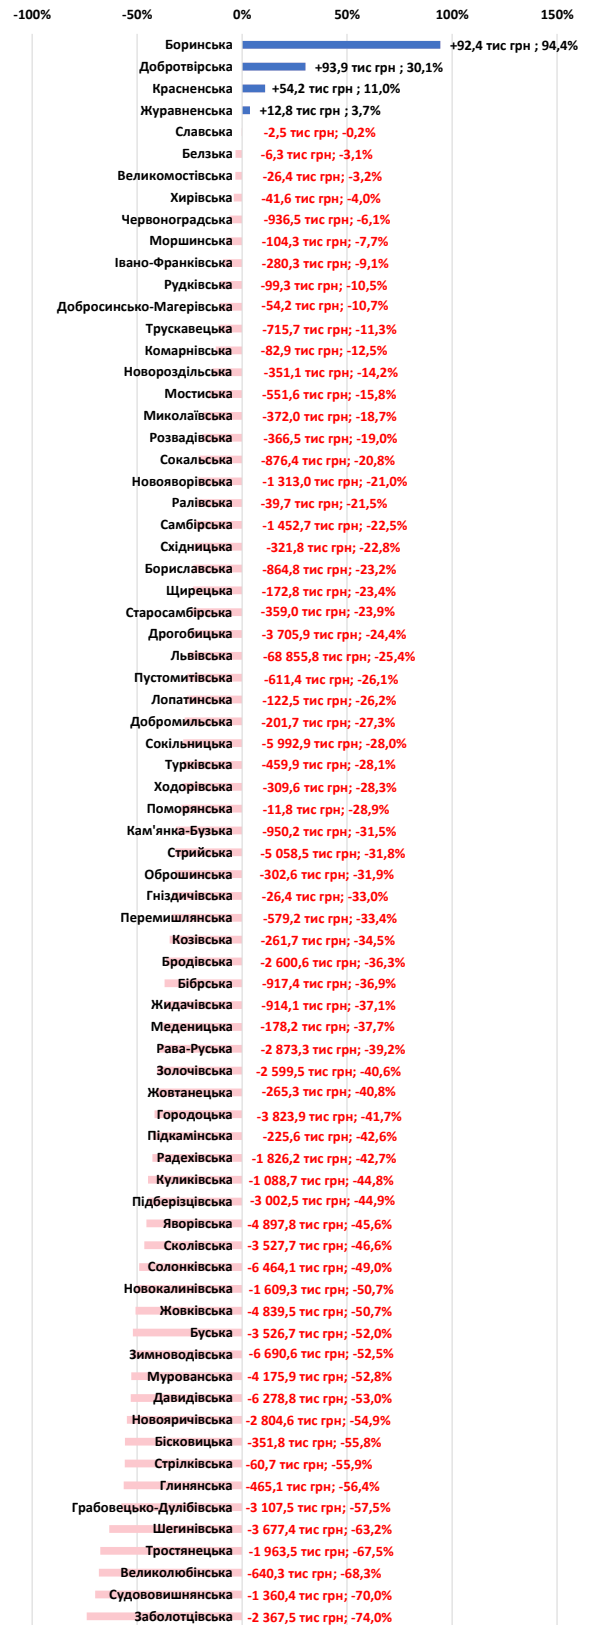 -100% -50% 0% 50% 100% 150%
Боринська +92,4 тис грн ; 94,4%
Добротвірська +93,9 тис грн ; 30,1%
Красненська +54,2 тис грн ; 11,0%
Журавненська +12,8 тис грн ; 3,7%
Славська -2,5 тис грн; -0,2%
Белзька -6,3 тис грн; -3,1%
Великомостівська -26,4 тис грн; -3,2%
Хирівська -41,6 тис грн; -4,0%
Червоноградська -936,5 тис грн; -6,1%
Моршинська -104,3 тис грн; -7,7%
Івано-Франківська -280,3 тис грн; -9,1%
Рудківська -99,3 тис грн; -10,5%
Добросинсько-Магерівська -54,2 тис грн; -10,7%
Трускавецька -715,7 тис грн; -11,3%
Комарнівська -82,9 тис грн; -12,5%
Новороздільська -351,1 тис грн; -14,2%
Мостиська -551,6 тис грн; -15,8%
Миколаївська -372,0 тис грн; -18,7%
Розвадівська -366,5 тис грн; -19,0%
Сокальська -876,4 тис грн; -20,8%
Новояворівська -1 313,0 тис грн; -21,0%
Ралівська -39,7 тис грн; -21,5%
Самбірська -1 452,7 тис грн; -22,5%
Східницька -321,8 тис грн; -22,8%
Бориславська -864,8 тис грн; -23,2%
Щирецька -172,8 тис грн; -23,4%
Старосамбірська -359,0 тис грн; -23,9%
Дрогобицька -3 705,9 тис грн; -24,4%
Львівська -68 855,8 тис грн; -25,4%
Пустомитівська -611,4 тис грн; -26,1%
Лопатинська -122,5 тис грн; -26,2%
Добромильська -201,7 тис грн; -27,3%
Сокільницька -5 992,9 тис грн; -28,0%
Турківська -459,9 тис грн; -28,1%
Ходорівська -309,6 тис грн; -28,3%
Поморянська -11,8 тис грн; -28,9%
Кам'янка-Бузька -950,2 тис грн; -31,5%
Стрийська -5 058,5 тис грн; -31,8%
Оброшинська -302,6 тис грн; -31,9%
Гніздичівська -26,4 тис грн; -33,0%
Перемишлянська -579,2 тис грн; -33,4%
Козівська -261,7 тис грн; -34,5%
Бродівська -2 600,6 тис грн; -36,3%
Бібрська -917,4 тис грн; -36,9%
Жидачівська -914,1 тис грн; -37,1%
Меденицька -178,2 тис грн; -37,7%
Рава-Руська -2 873,3 тис грн; -39,2%
Золочівська -2 599,5 тис грн; -40,6%
Жовтанецька -265,3 тис грн; -40,8%
Городоцька -3 823,9 тис грн; -41,7%
Підкамінська -225,6 тис грн; -42,6%
Радехівська -1 826,2 тис грн; -42,7%
Куликівська -1 088,7 тис грн; -44,8%
Підберізцівська -3 002,5 тис грн; -44,9%
Яворівська -4 897,8 тис грн; -45,6%
Сколівська -3 527,7 тис грн; -46,6%
Солонківська -6 464,1 тис грн; -49,0%
Новокалинівська -1 609,3 тис грн; -50,7%
Жовківська -4 839,5 тис грн; -50,7%
Буська -3 526,7 тис грн; -52,0%
Зимноводівська -6 690,6 тис грн; -52,5%
Мурованська -4 175,9 тис грн; -52,8%
Давидівська -6 278,8 тис грн; -53,0%
Новояричівська -2 804,6 тис грн; -54,9%
Бісковицька -351,8 тис грн; -55,8%
Стрілківська -60,7 тис грн; -55,9%
Глинянська -465,1 тис грн; -56,4%
Грабовецько-Дулібівська -3 107,5 тис грн; -57,5%
Шегинівська -3 677,4 тис грн; -63,2%
Тростянецька -1 963,5 тис грн; -67,5%
Великолюбінська -640,3 тис грн; -68,3%
Судововишнянська -1 360,4 тис грн; -70,0%
Заболотцівська -2 367,5 тис грн; -74,0%